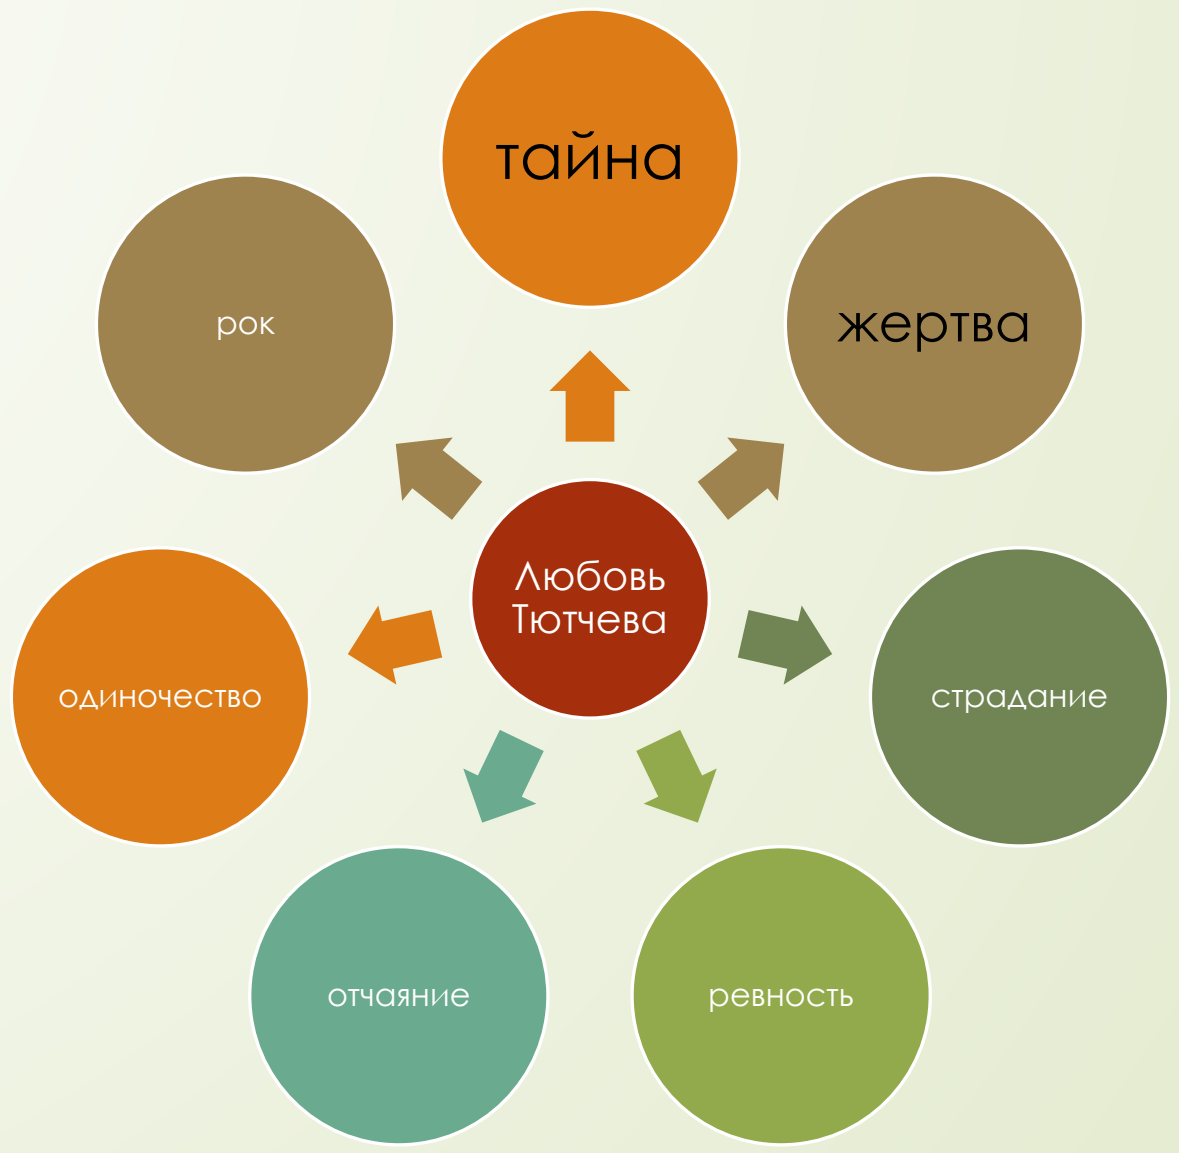 тайна
жертва
страдание
ревность
отчаяние
одиночество
рок
Любовь
Тютчева